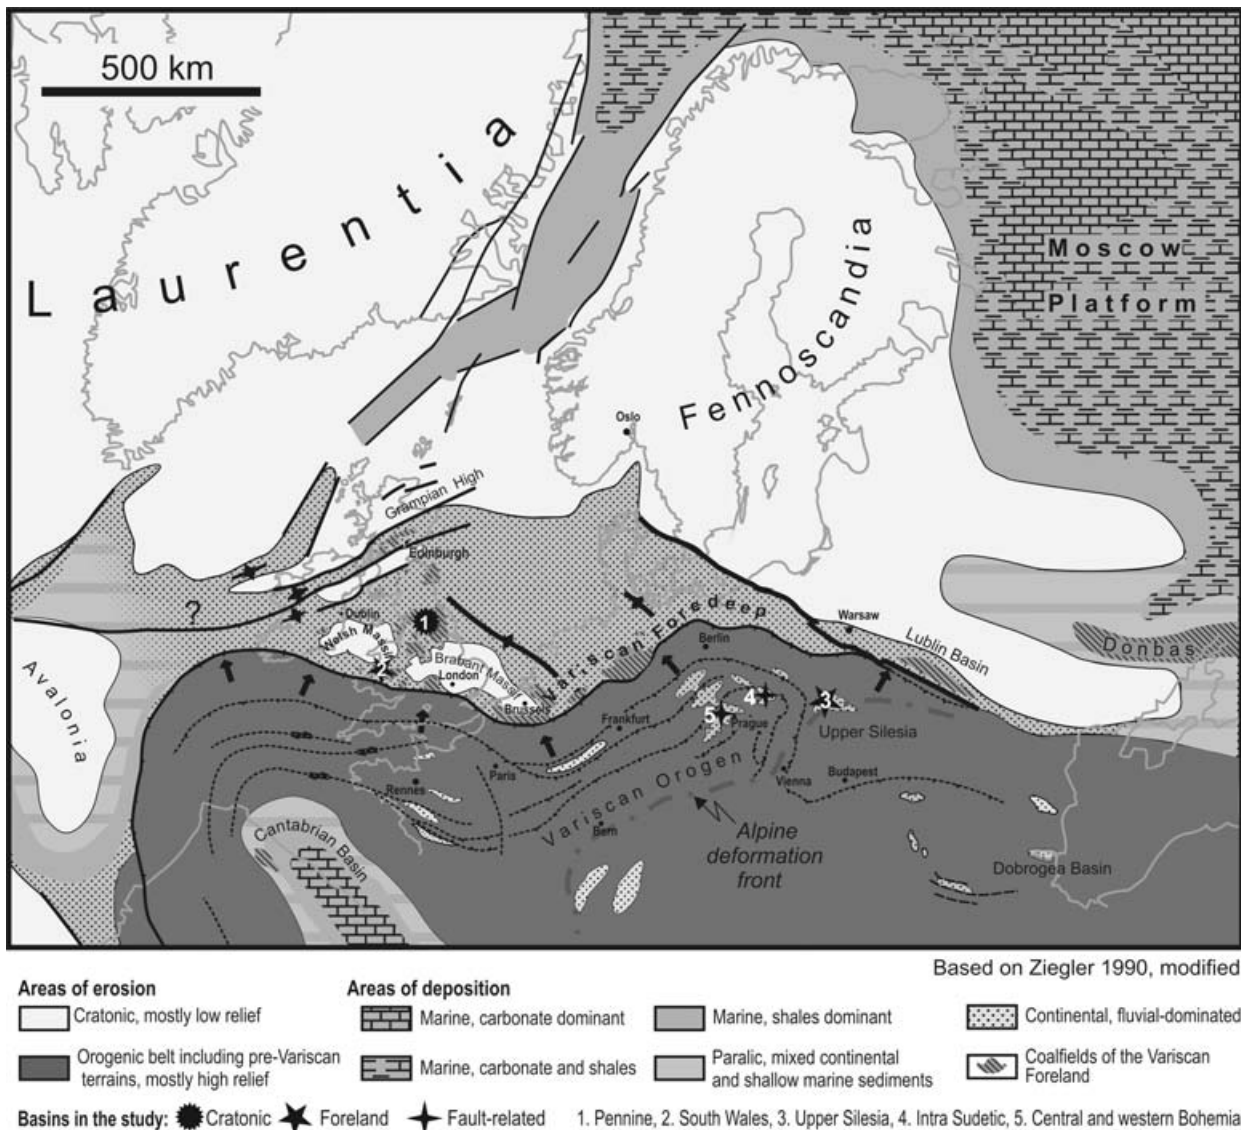 500 km
Laurentia
Moscow
Platform
Fennoscandia
Oslo
Grampian High
Edinburgh
?
Dublin
1
Welsh Massif
2
Brabant Massif
London
Brussels
Variscan Foredeep
Berlin
Warsaw
Lublin Basin
Donbas
Avalonia
Frankfurt
4
5
3
Prague
Upper Silesia
Paris
Rennes
Vienna
Budapest
Variscan Orogen
Bern
Alpine
deformation
front
Cantabrian Basin
Dobrogea Basin
Based on Ziegler 1990, modified
Areas of erosion
Areas of deposition
Cratonic, mostly low relief
Marine, carbonate dominant
Marine, shales dominant
Continental, fluvial-dominated
Orogenic belt including pre-Variscan
terrains, mostly high relief
Marine, carbonate and shales
Paralic, mixed continental
and shallow marine sediments
Coalfields of the Variscan
Foreland
Basins in the study: Cratonic Foreland Fault-related 1. Pennine, 2. South Wales, 3. Upper Silesia, 4. Intra Sudetic, 5. Central and western Bohemia